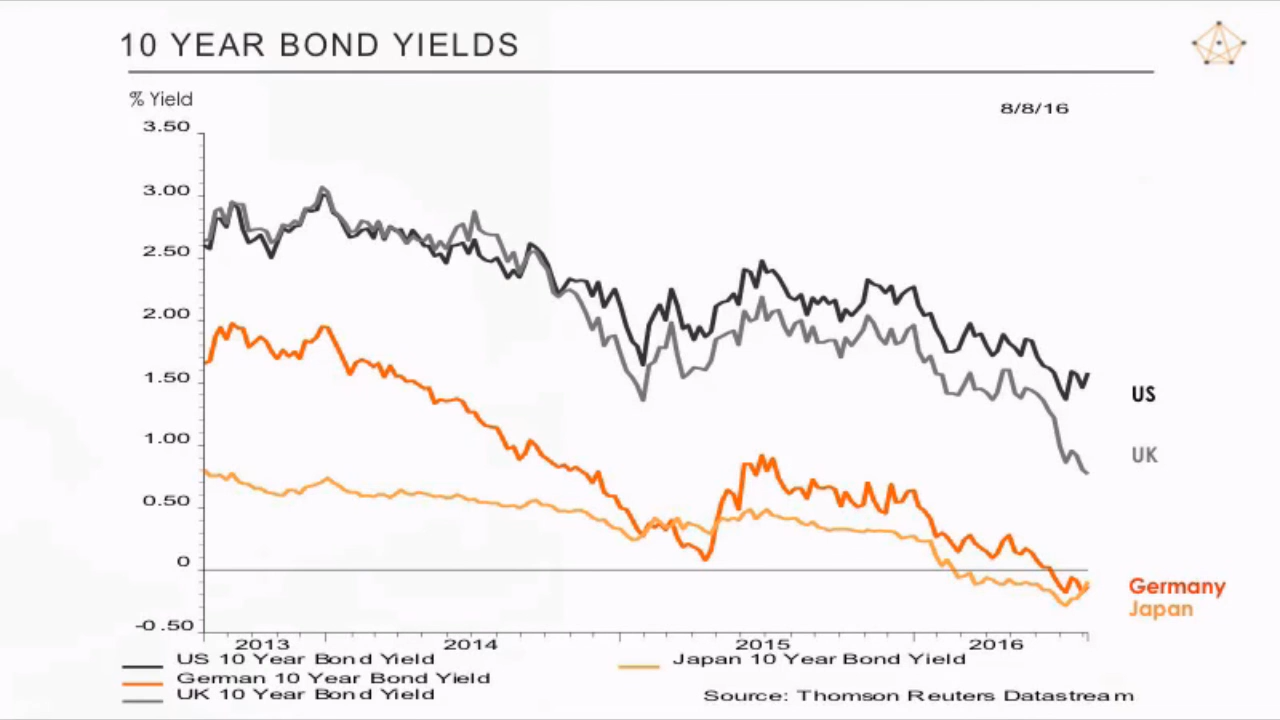 10 YEAR BOND YIELDS
% Yield
8/8/16
3.50
3.00
2.50
2.00
1.50
1.00
0.50
0
-0.50
US
UK
Germany
Japan
2013 2014 2015 2016
US 10 Year Bond Yield
Japan 10 Year Bond Yield
German 10 Year Bond Yield
UK 10 Year Bond Yield
Source: Thomson Reuters Datastream